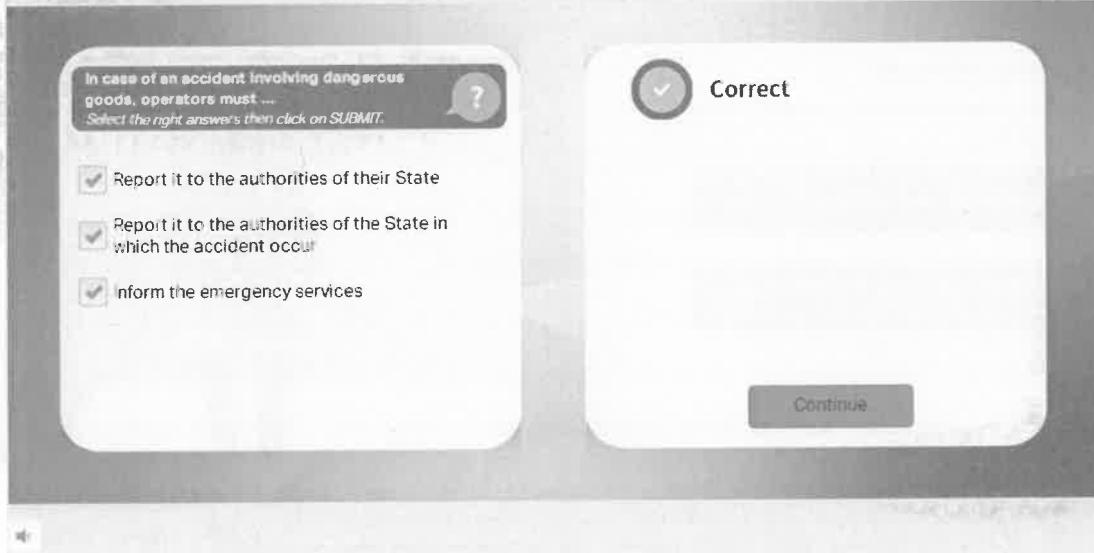 In case of an accident involving dangerous
goods, operators must ...
Select the right answers then click on SUBMIT.
?
Report it to the authorities of their State
Report it to the authorities of the State in
which the accident occur
Inform the emergency services
Correct
Continue